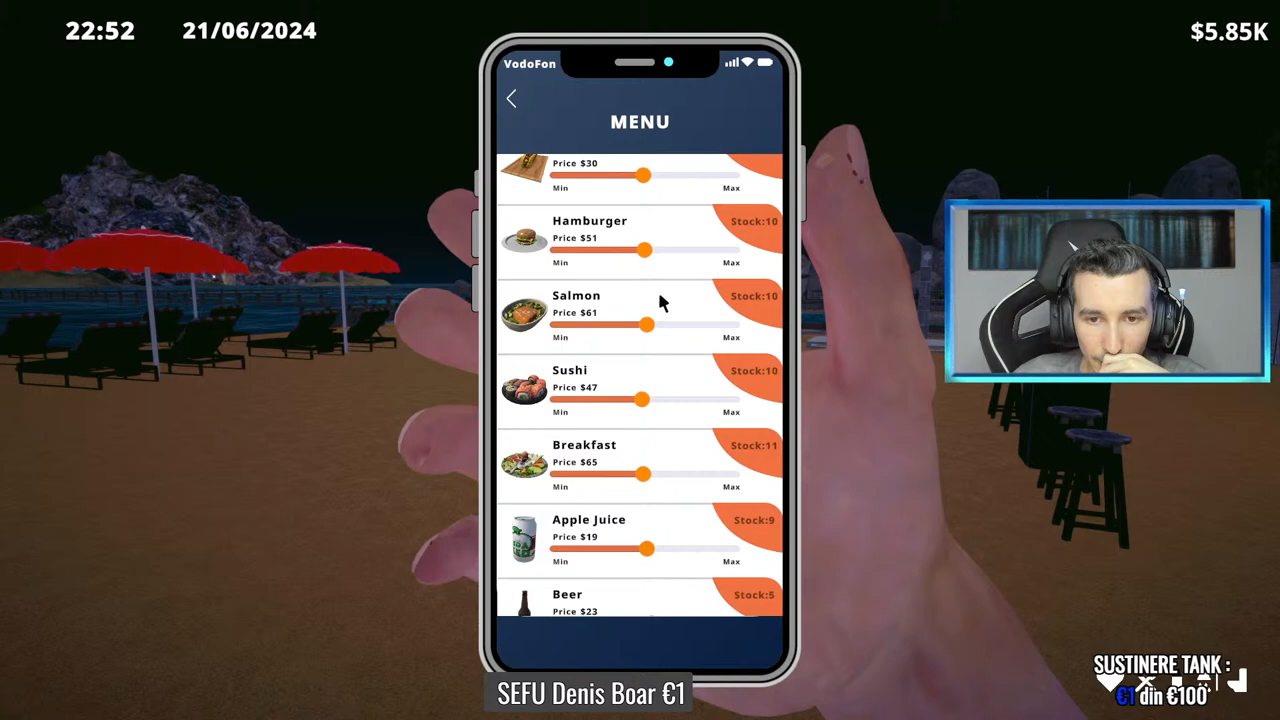 22:52
21/06/2024
$5.85K
VodoFon
MENU
Price $30
Min
Max
Hamburger
Stock:10
Price $51
Min
Max
Salmon
Stock:10
Price $61
Min
Max
Sushi
Stock:10
Price $47
Min
Max
Breakfast
Stock:11
Price $65
Min
Max
Apple Juice
Stock:9
Price $19
Min
Max
Beer
Stock:5
Price $23
SUSTINERE TANK :
€1 din €100
SEFU Denis Boar €1